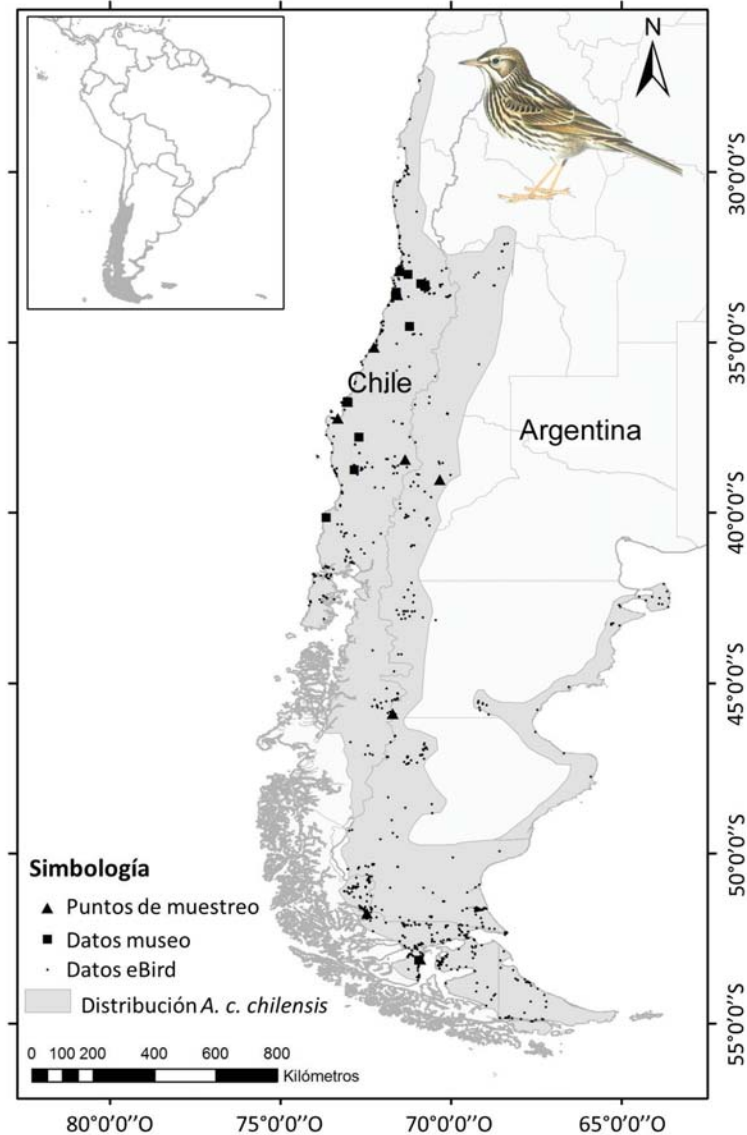 N
30°0'0"S
35°0'0"S
Chile
Argentina
40°0'0"S
45°0'0"S
50°0'0"S
55°0'0"S
Simbología
Puntos de muestreo
Datos museo
Datos eBird
Distribución A. c. chilensis
0 100 200 400 600 800
Kilómetros
80°0'0"O 75°0'0"O 70°0'0"O 65°0'0"O